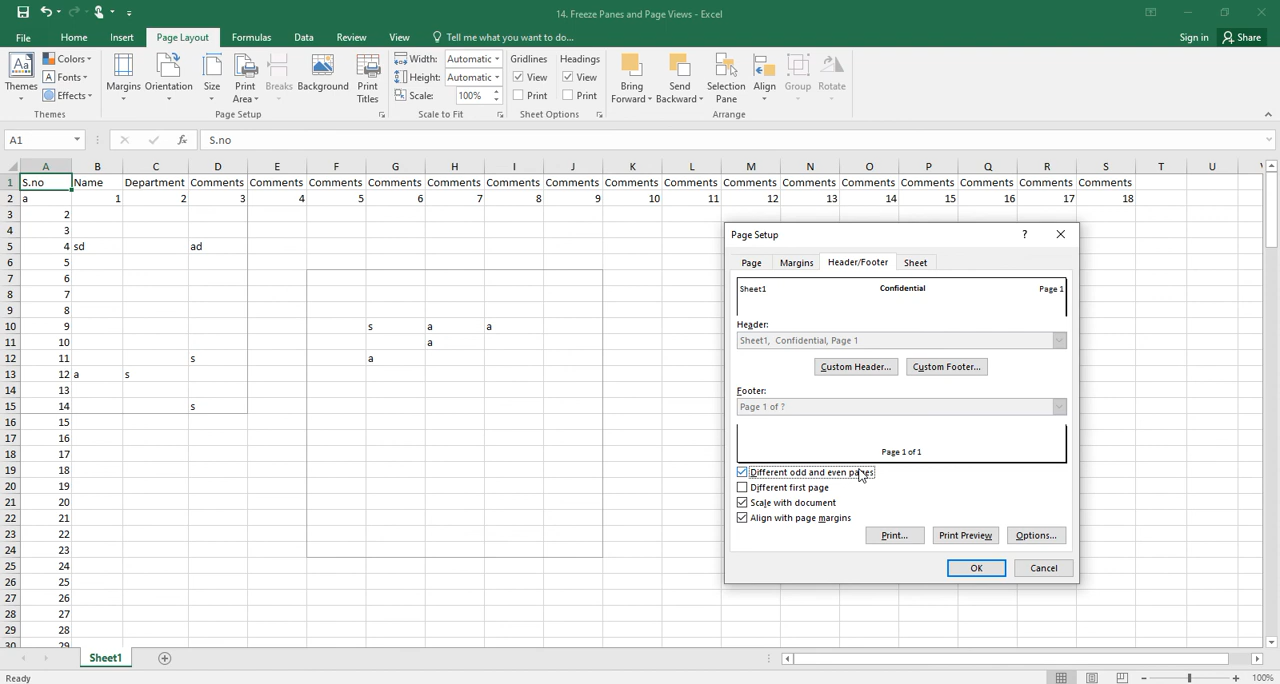 14. Freeze Panes and Page Views - Excel
File Home Insert Page Layout Formulas Data Review View Tell me what you want to do... Sign in Share
Themes Colors Fonts Effects Margins Orientation Size Print Area Breaks Background Print Titles Width: Automatic Height: Automatic Scale: 100% Gridlines View Print Headings View Print Bring Forward Send Backward Selection Pane Align Group Rotate
Themes Page Setup Scale to Fit Sheet Options Arrange
A1 fx S.no
A B C D E F G H I J K L M N O P Q R S T U
1 S.no Name Department Comments Comments Comments Comments Comments Comments Comments Comments Comments Comments Comments Comments Comments Comments Comments Comments
2 a 1 2 3 4 5 6 7 8 9 10 11 12 13 14 15 16 17 18
3 2
4 3
5 4 sd ad
6 5
7 6
8 7
9 8
10 9 s a a
11 10 a
12 11 s a
13 12 a s
14 13
15 14 s
16 15
17 16
18 17
19 18
20 19
21 20
22 21
23 22
24 23
25 24
26 25
27 26
28 27
29 28
30 29
Page Setup ?
Page Margins Header/Footer Sheet
Sheet1 Confidential Page 1
Header:
Sheet1, Confidential, Page 1
Custom Header... Custom Footer...
Footer:
Page 1 of ?
Page 1 of 1
Different odd and even pages
Different first page
Scale with document
Align with page margins
Print... Print Preview Options...
OK Cancel
Sheet1
Ready 100%